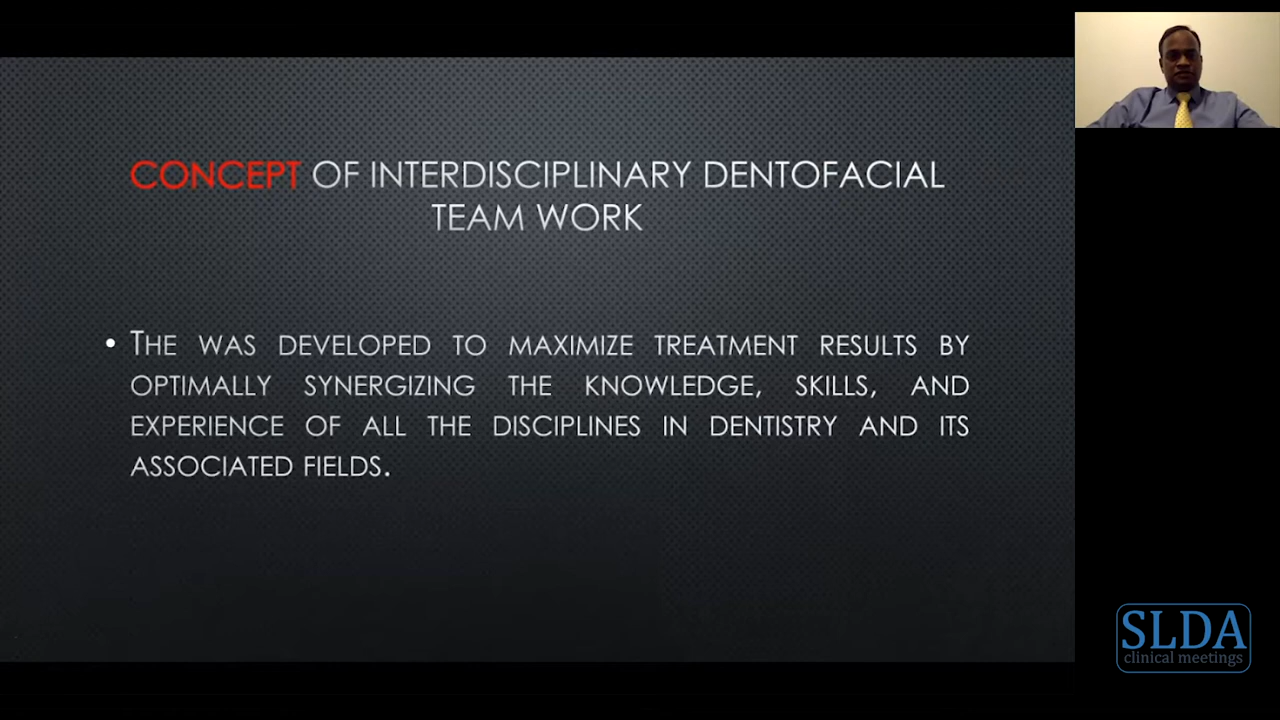 CONCEPT OF INTERDISCIPLINARY DENTOFACIAL
TEAM WORK
• THE WAS DEVELOPED TO MAXIMIZE TREATMENT RESULTS BY
OPTIMALLY SYNERGIZING THE KNOWLEDGE, SKILLS, AND
EXPERIENCE OF ALL THE DISCIPLINES IN DENTISTRY AND ITS
ASSOCIATED FIELDS.
SLDA
clinical meetings